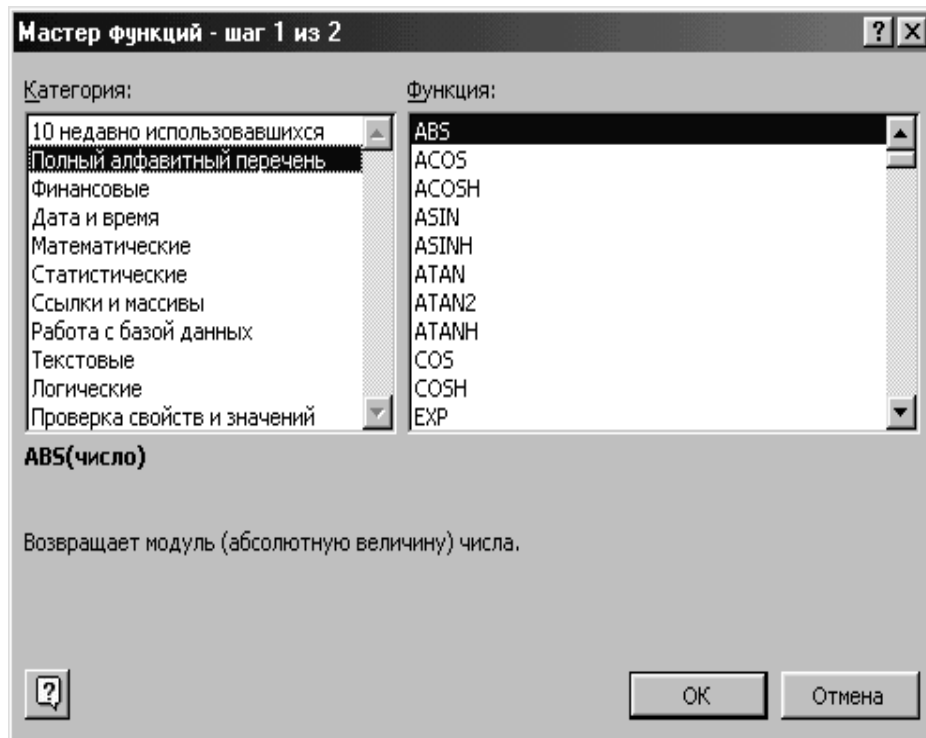 Мастер функций - шаг 1 из 2
Категория:
10 недавно использовавшихся
Полный алфавитный перечень
Финансовые
Дата и время
Математические
Статистические
Ссылки и массивы
Работа с базой данных
Текстовые
Логические
Проверка свойств и значений
Функция:
ABS
ACOS
ACOSH
ASIN
ASINH
ATAN
ATAN2
ATANH
COS
COSH
EXP
ABS(число)
Возвращает модуль (абсолютную величину) числа.
ОК
Отмена